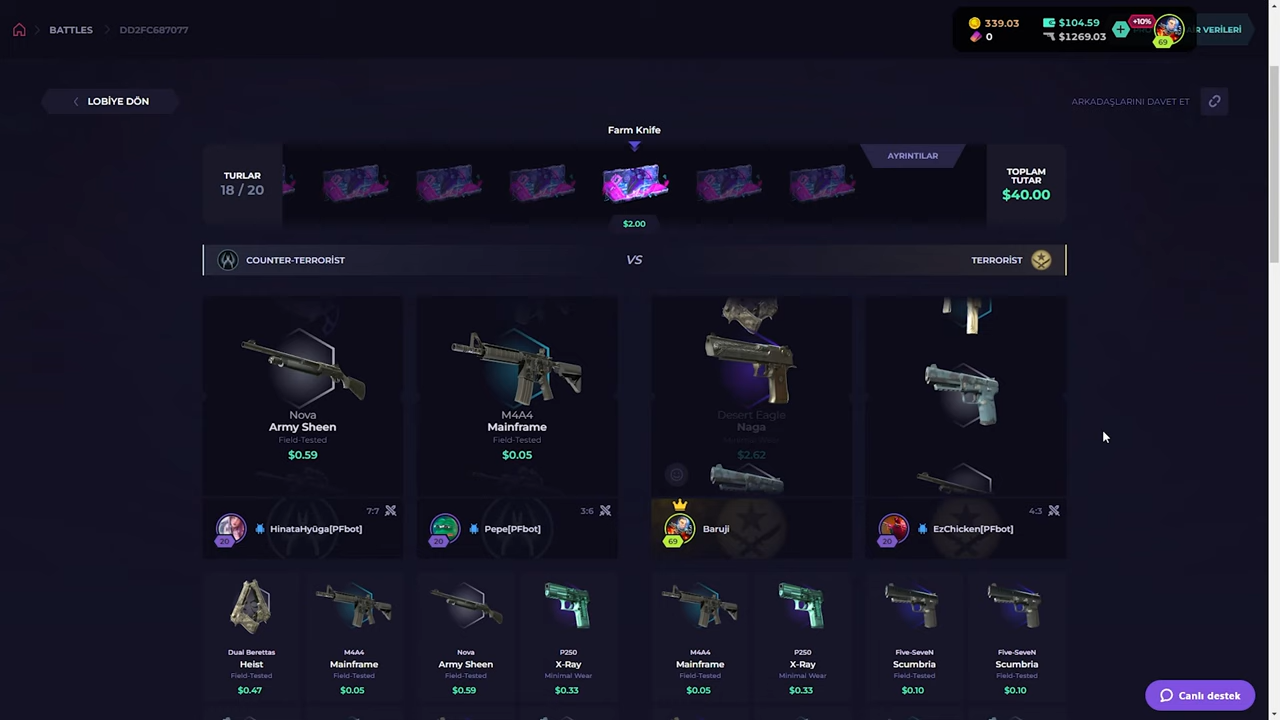 BATTLES
DD2FC687077
339.03
0
$104.59
$1269.03
+10%
69
VERİLERİ
LOBİYE DÖN
ARKADAŞLARINI DAVET ET
Farm Knife
AYRINTILAR
TURLAR
18 / 20
TOPLAM
TUTAR
$40.00
$2.00
COUNTER-TERRORİST
VS
TERRORİST
Nova
Army Sheen
Field-Tested
$0.59
M4A4
Mainframe
Field-Tested
$0.05
Desert Eagle
Naga
$2.62
7:7
HinataHyūga[PFbot]
20
3:6
Pepe[PFbot]
20
Baruji
69
4:3
EzChicken[PFbot]
20
Dual Berettas
Heist
Field-Tested
$0.47
M4A4
Mainframe
Field-Tested
$0.05
Nova
Army Sheen
Field-Tested
$0.59
P250
X-Ray
Minimal Wear
$0.33
M4A4
Mainframe
Field-Tested
$0.05
P250
X-Ray
Minimal Wear
$0.33
Five-SeveN
Scumbria
Field-Tested
$0.10
Five-SeveN
Scumbria
Field-Tested
$0.10
Canlı destek